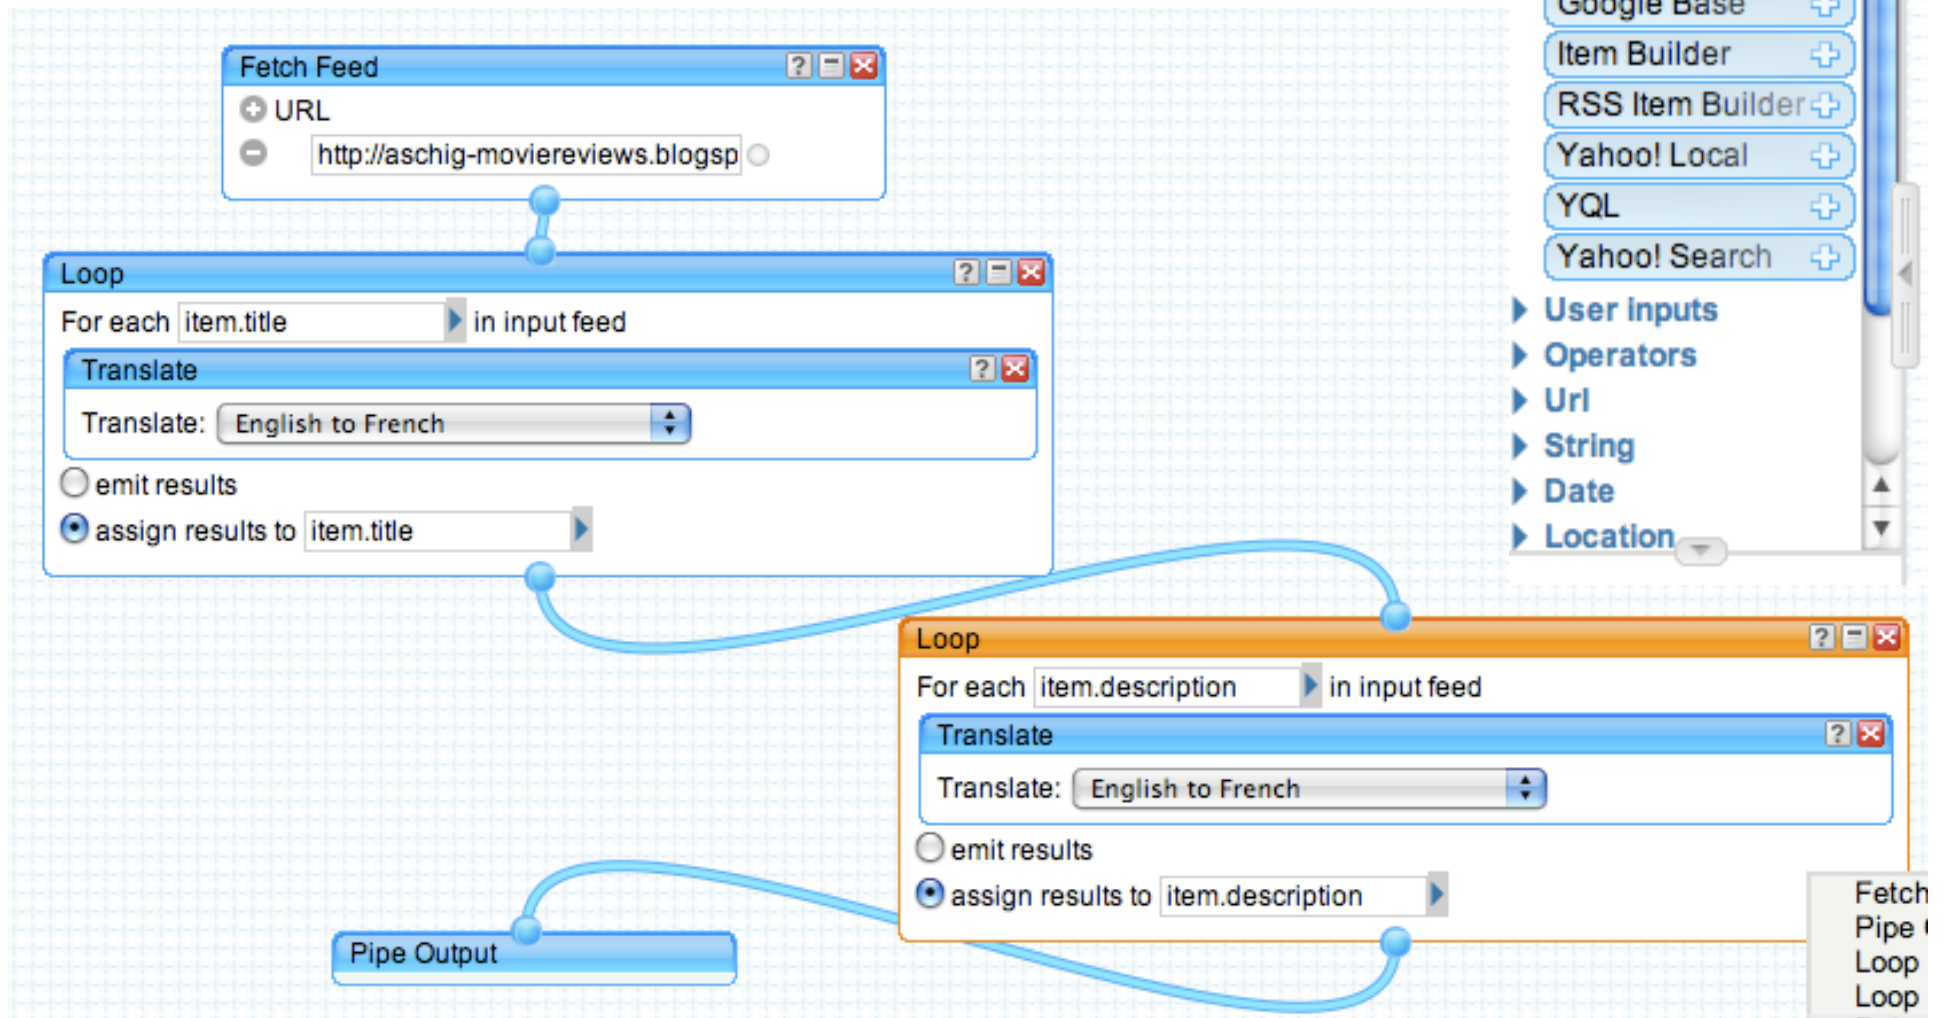 Fetch Feed
URL
http://aschig-moviereviews.blogsp
Loop
For each item.title in input feed
Translate
Translate: English to French
emit results
assign results to item.title
Loop
For each item.description in input feed
Translate
Translate: English to French
emit results
assign results to item.description
Pipe Output
Google Base
Item Builder
RSS Item Builder
Yahoo! Local
YQL
Yahoo! Search
User inputs
Operators
Url
String
Date
Location
Fetch
Pipe
Loop
Loop